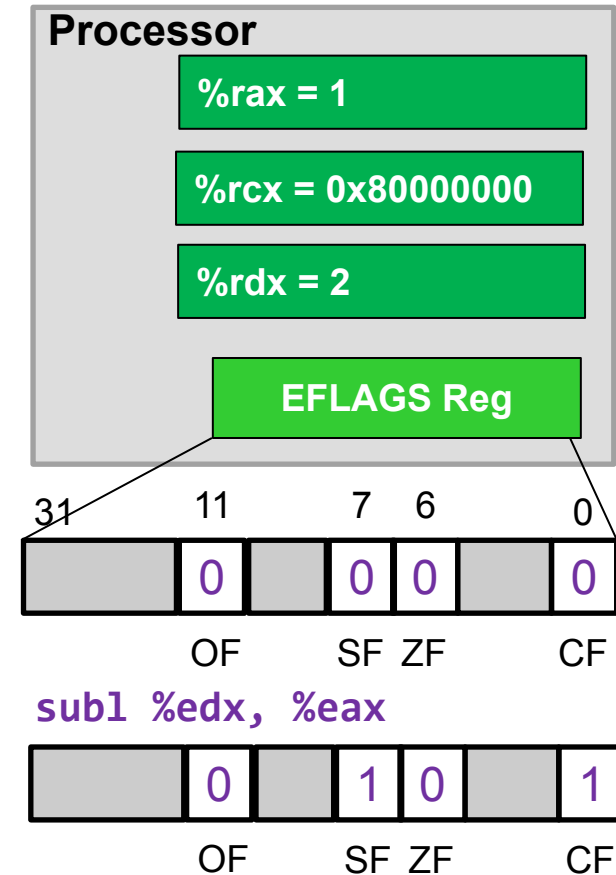 Processor
%rax = 1
%rcx = 0x80000000
%rdx = 2
EFLAGS Reg
31 11 7 6 0
0 0 0 0
OF SF ZF CF
subl %edx, %eax
0 1 0 1
OF SF ZF CF